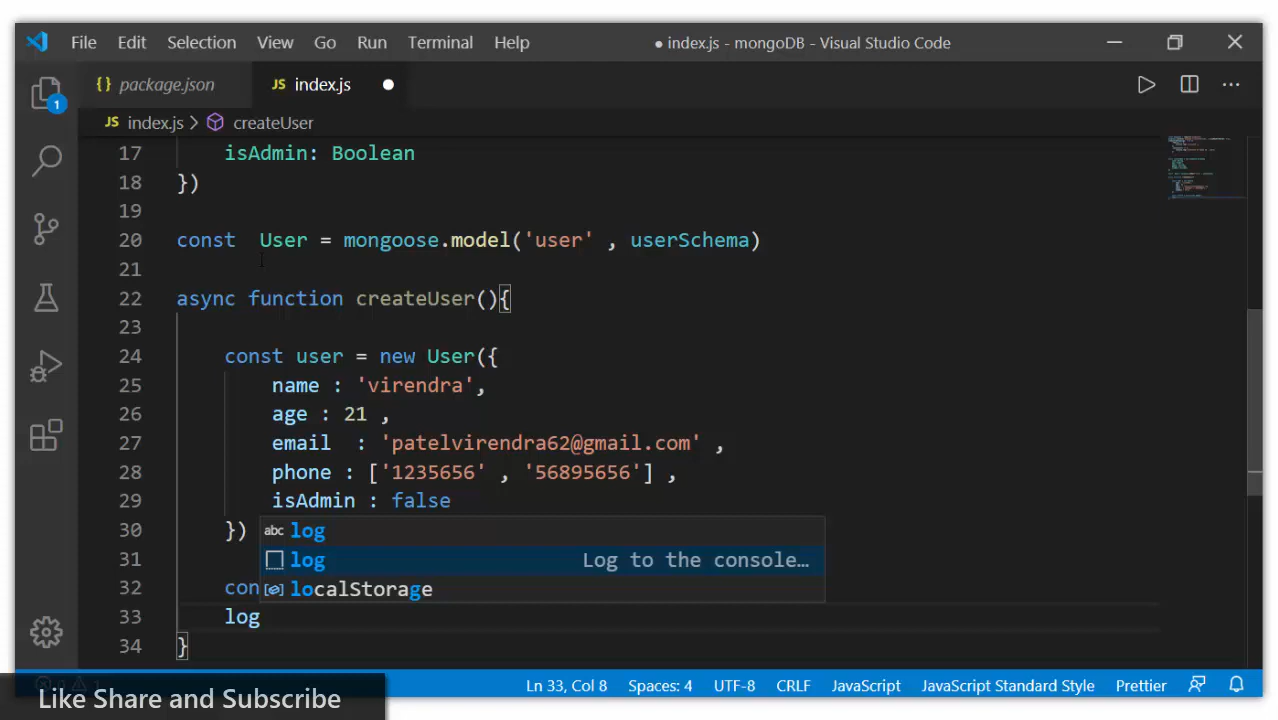 File Edit Selection View Go Run Terminal Help ● index.js - mongoDB - Visual Studio Code
{} package.json JS index.js
JS index.js > createUser
17 isAdmin: Boolean
18 })
19
20 const  User = mongoose.model('user' , userSchema)
21
22 async function createUser(){
23
24 const user = new User({
25 name : 'virendra',
26 age : 21 ,
27 email  : 'patelvirendra62@gmail.com' ,
28 phone : ['1235656' , '56895656'] ,
29 isAdmin : false
30 }) abc log
31 log Log to the console…
32 con localStorage
33 log
34 }
Ln 33, Col 8 Spaces: 4 UTF-8 CRLF JavaScript JavaScript Standard Style Prettier
Like Share and Subscribe
1